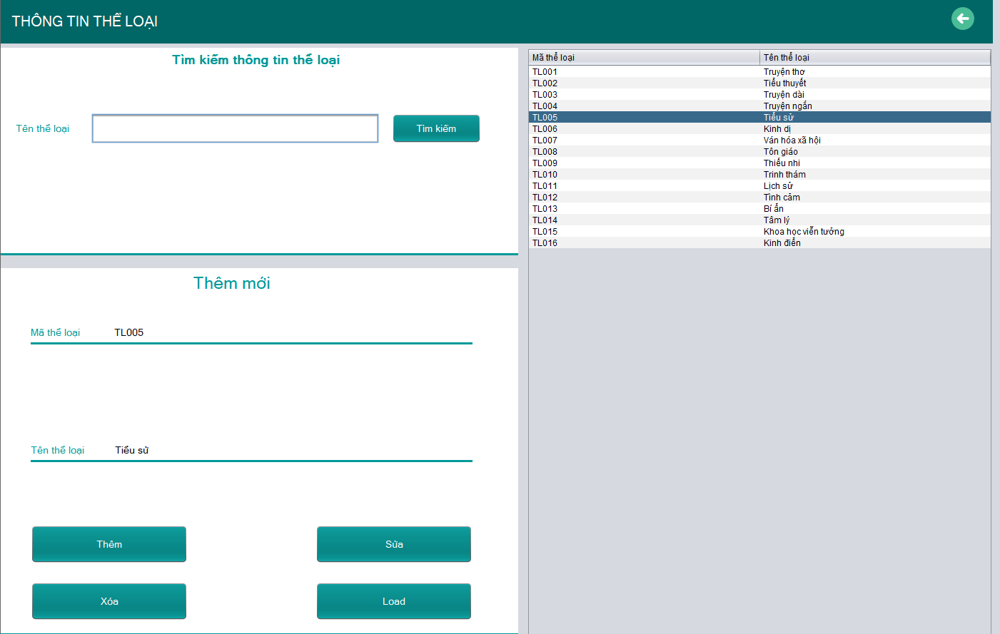 THÔNG TIN THỂ LOẠI
Tìm kiếm thông tin thể loại
Tên thể loại
Tìm kiếm
Thêm mới
Mã thể loại TL005
Tên thể loại Tiểu sử
Thêm Sửa
Xóa Load
Mã thể loại Tên thể loại
TL001 Truyện thơ
TL002 Tiểu thuyết
TL003 Truyện dài
TL004 Truyện ngắn
TL005 Tiểu sử
TL006 Kinh dị
TL007 Ván hóa xã hội
TL008 Tôn giáo
TL009 Thiếu nhi
TL010 Trinh thám
TL011 Lịch sử
TL012 Tình cảm
TL013 Bí ẩn
TL014 Tâm lý
TL015 Khoa học viễn tưởng
TL016 Kinh điển